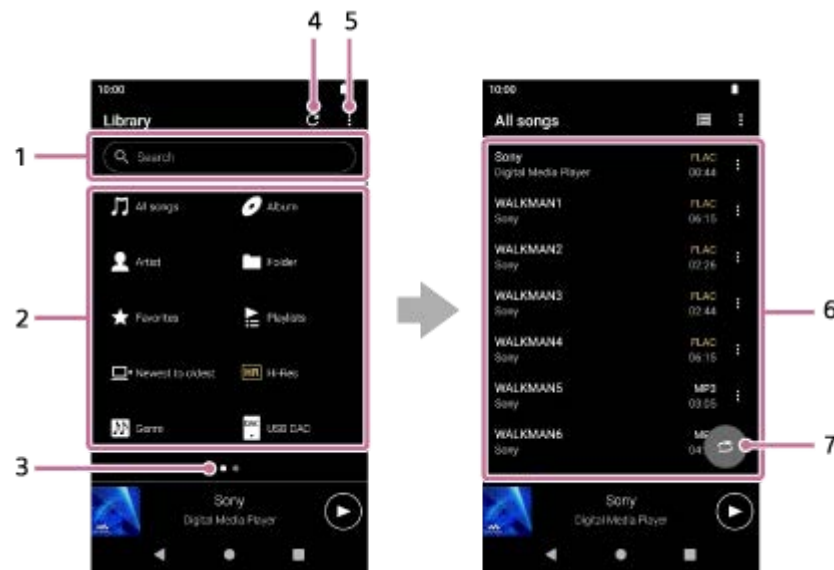 4 5
10:00
Library
1
Search
2
All songs
Album
Artist
Folder
Favorites
Playlists
Newest to oldest
HR Hi-Res
Genre
DAC USB DAC
3
Sony
Digital Media Player
10:00
All songs
Sony FLAC
Digital Media Player 00:44
WALKMAN1 FLAC
Sony 06:15
WALKMAN2 FLAC
Sony 02:26
WALKMAN3 FLAC
Sony 02:44
6
WALKMAN4 FLAC
Sony 06:15
WALKMAN5 MP3
Sony 03:05
WALKMAN6
Sony
7
Sony
Digital Media Player